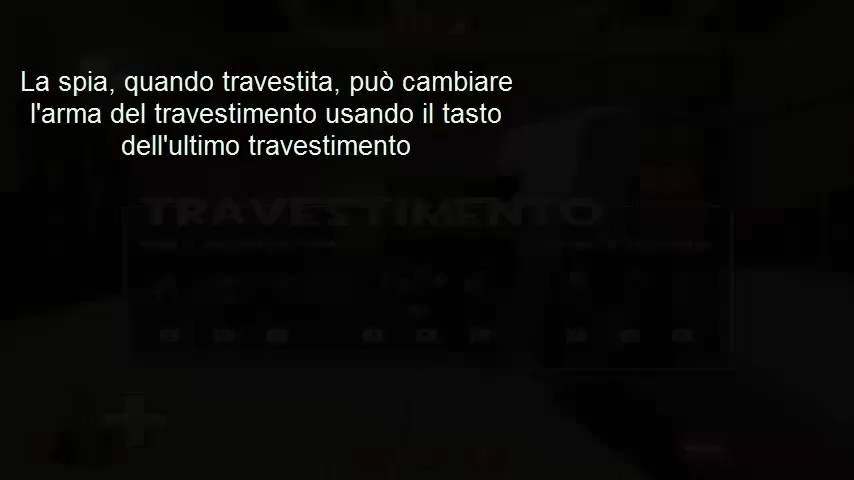 La spia, quando travestita, può cambiare
l'arma del travestimento usando il tasto
dell'ultimo travestimento
TRAVESTIMENTO